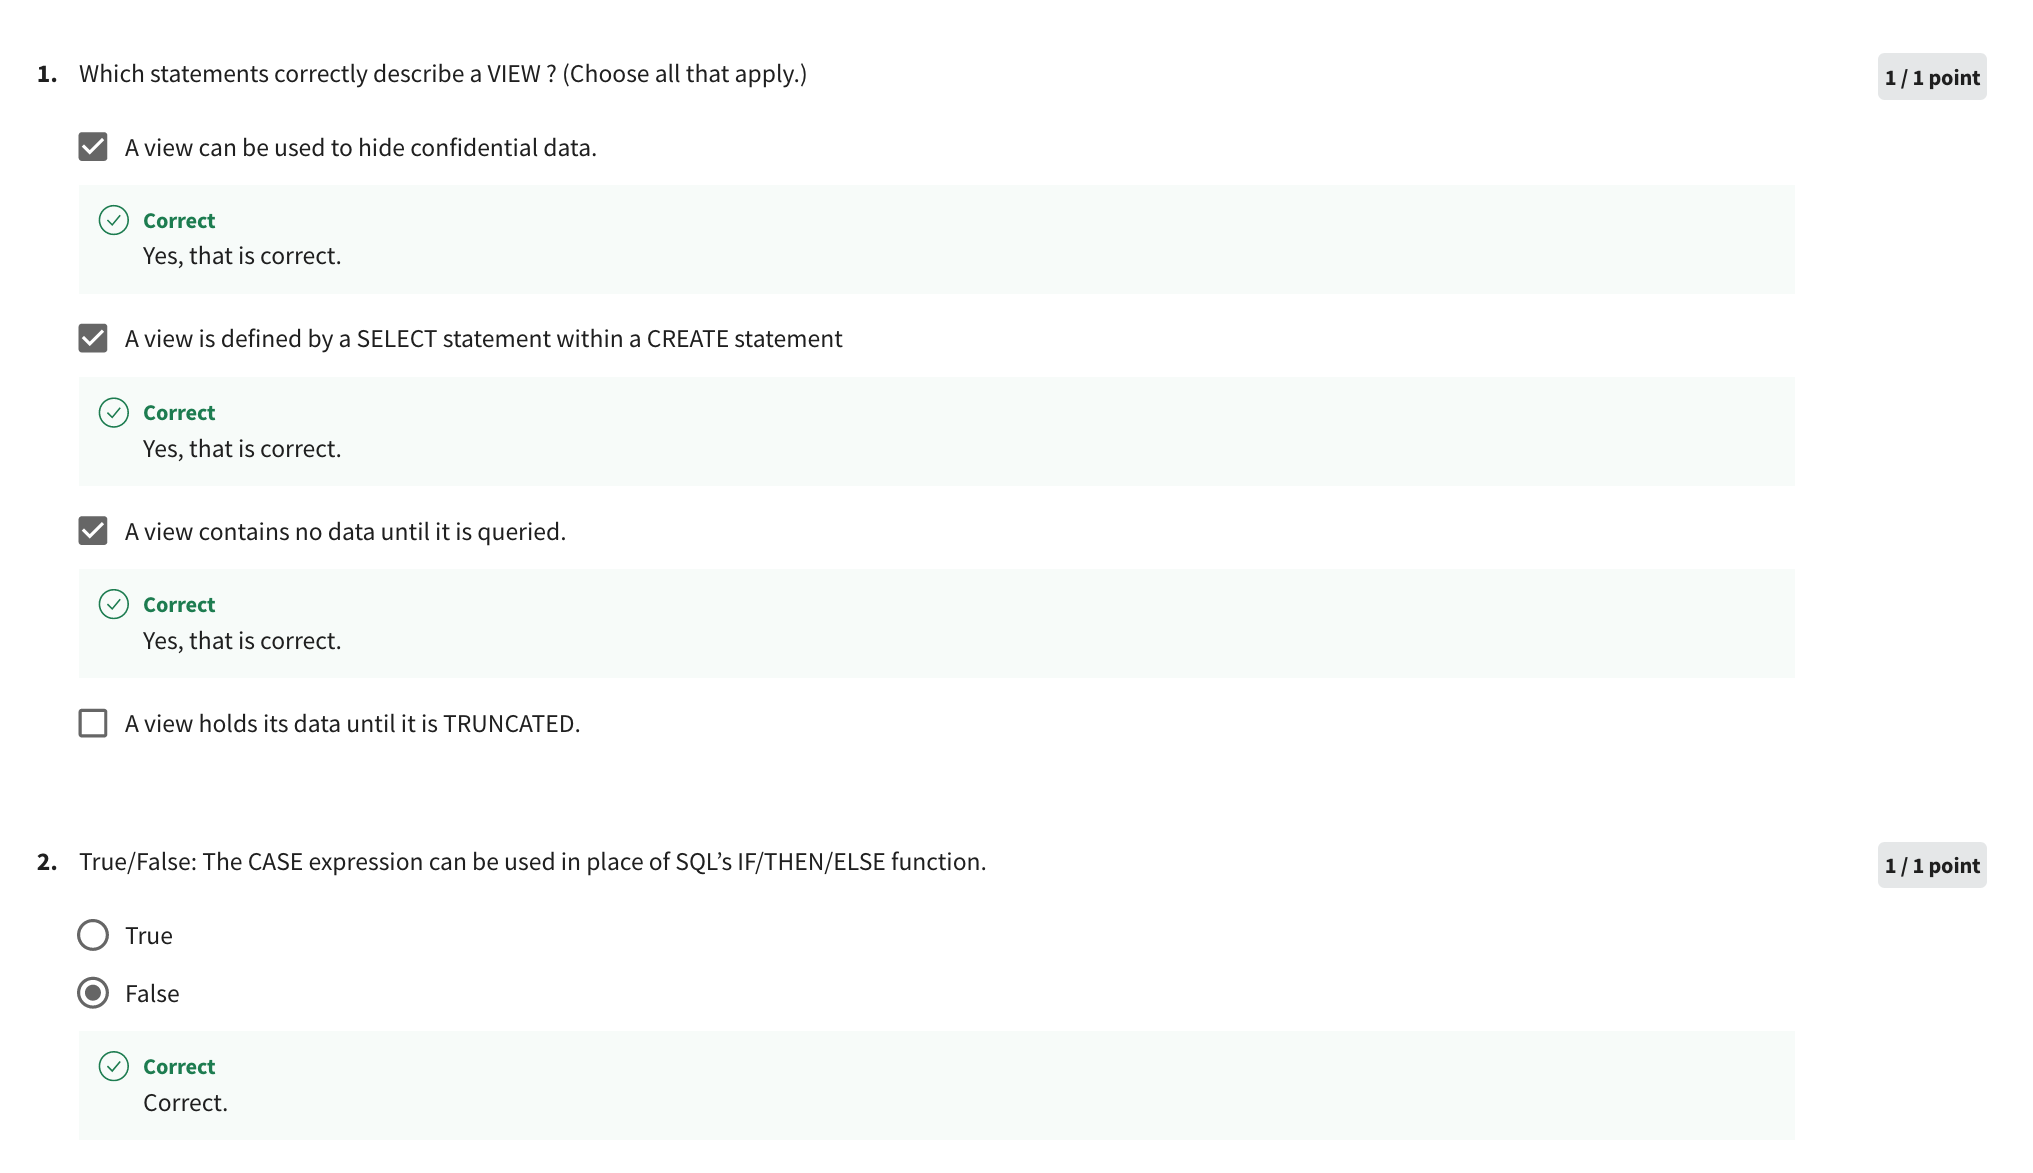 1. Which statements correctly describe a VIEW ? (Choose all that apply.)
1 / 1 point
A view can be used to hide confidential data.
Correct
Yes, that is correct.
A view is defined by a SELECT statement within a CREATE statement
Correct
Yes, that is correct.
A view contains no data until it is queried.
Correct
Yes, that is correct.
A view holds its data until it is TRUNCATED.
2. True/False: The CASE expression can be used in place of SQL’s IF/THEN/ELSE function.
1 / 1 point
True
False
Correct
Correct.